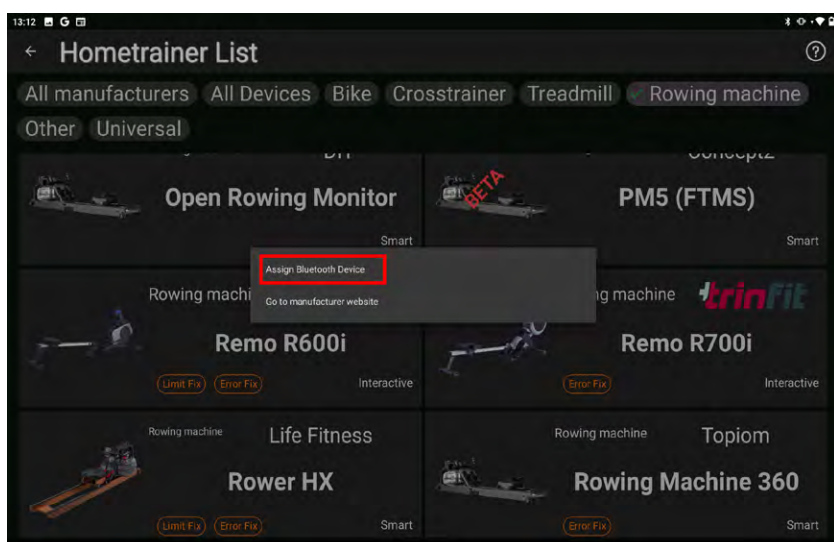 13:12 G
Hometrainer List ?
All manufacturers All Devices Bike Crosstrainer Treadmill Rowing machine
Other Universal
Open Rowing Monitor
Smart
BETA
PM5 (FTMS)
Smart
Assign Bluetooth Device
Go to manufacturer website
Rowing machi
Remo R600i
Limit Fix Error Fix Interactive
ng machine trinfit
Remo R700i
Error Fix Interactive
Rowing machine Life Fitness
Rower HX
Limit Fix Error Fix Smart
Rowing machine Topiom
Rowing Machine 360
Error Fix Smart